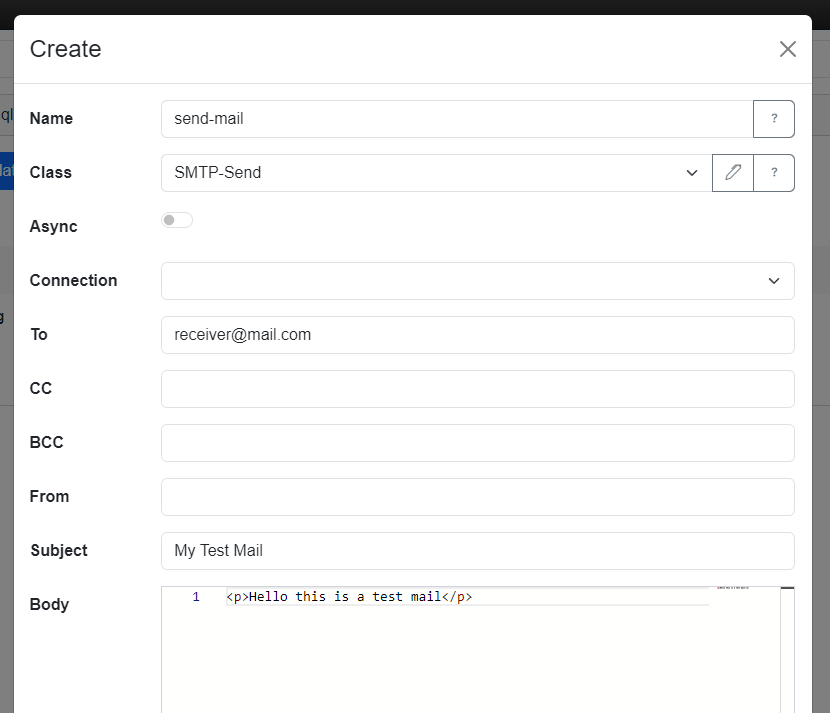 Create
Name send-mail ?
Class SMTP-Send ?
Async
Connection
To receiver@mail.com
CC
BCC
From
Subject My Test Mail
Body 1 <p>Hello this is a test mail</p>